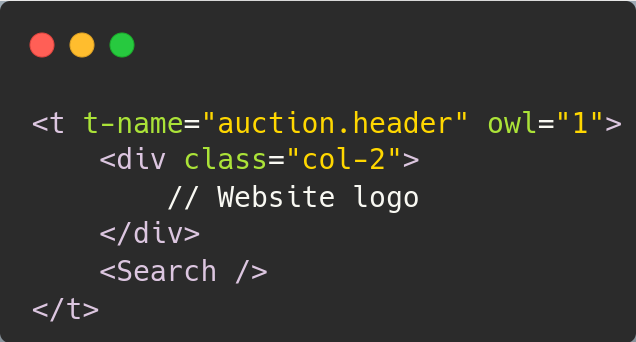 <t t-name="auction.header" owl="1">
    <div class="col-2">
        // Website logo
    </div>
    <Search />
</t>